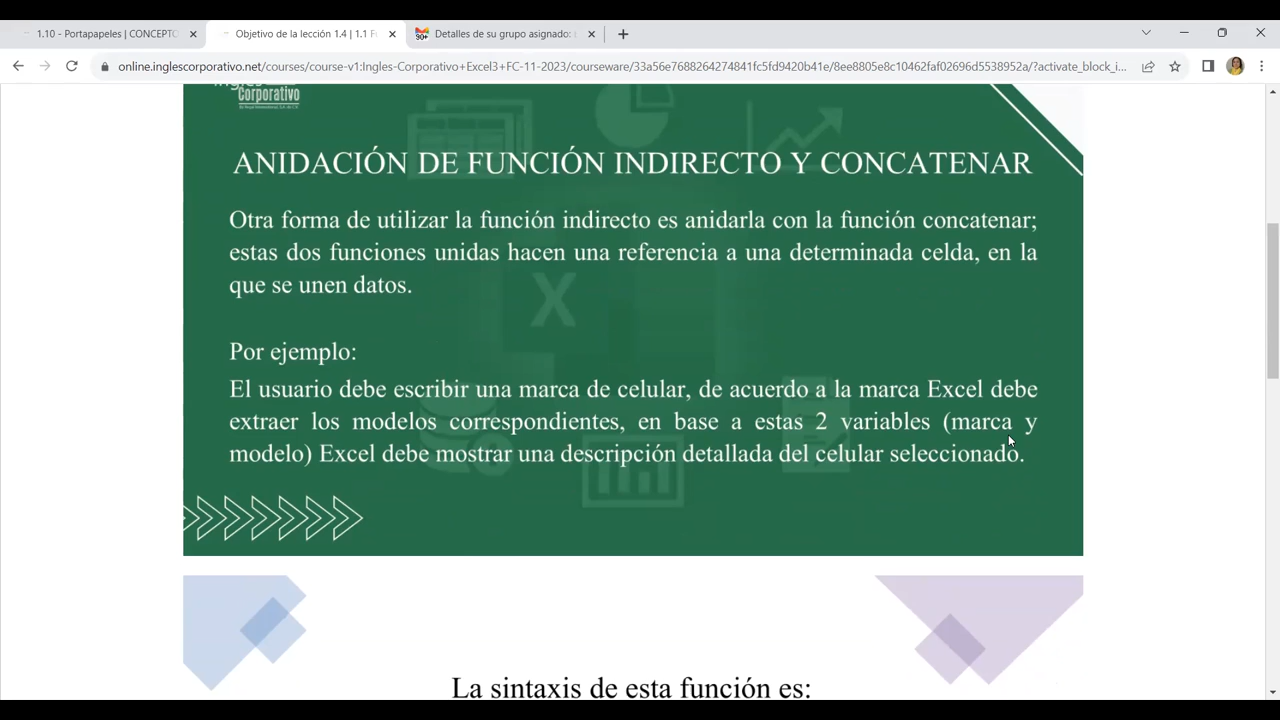 1.10 - Portapapeles | CONCEPTO
Objetivo de la lección 1.4 | 1.1 F
Detalles de su grupo asignado:
online.inglescorporativo.net/courses/course-v1:Ingles-Corporativo+Excel3+FC-11-2023/courseware/33a56e7688264274841fc5fd9420b41e/8ee8805e8c10462faf02696d5538952a/?activate_block_i...
Corporativo
ANIDACIÓN DE FUNCIÓN INDIRECTO Y CONCATENAR
Otra forma de utilizar la función indirecto es anidarla con la función concatenar;
estas dos funciones unidas hacen una referencia a una determinada celda, en la
que se unen datos.
Por ejemplo:
El usuario debe escribir una marca de celular, de acuerdo a la marca Excel debe
extraer los modelos correspondientes, en base a estas 2 variables (marca y
modelo) Excel debe mostrar una descripción detallada del celular seleccionado.
La sintaxis de esta función es: